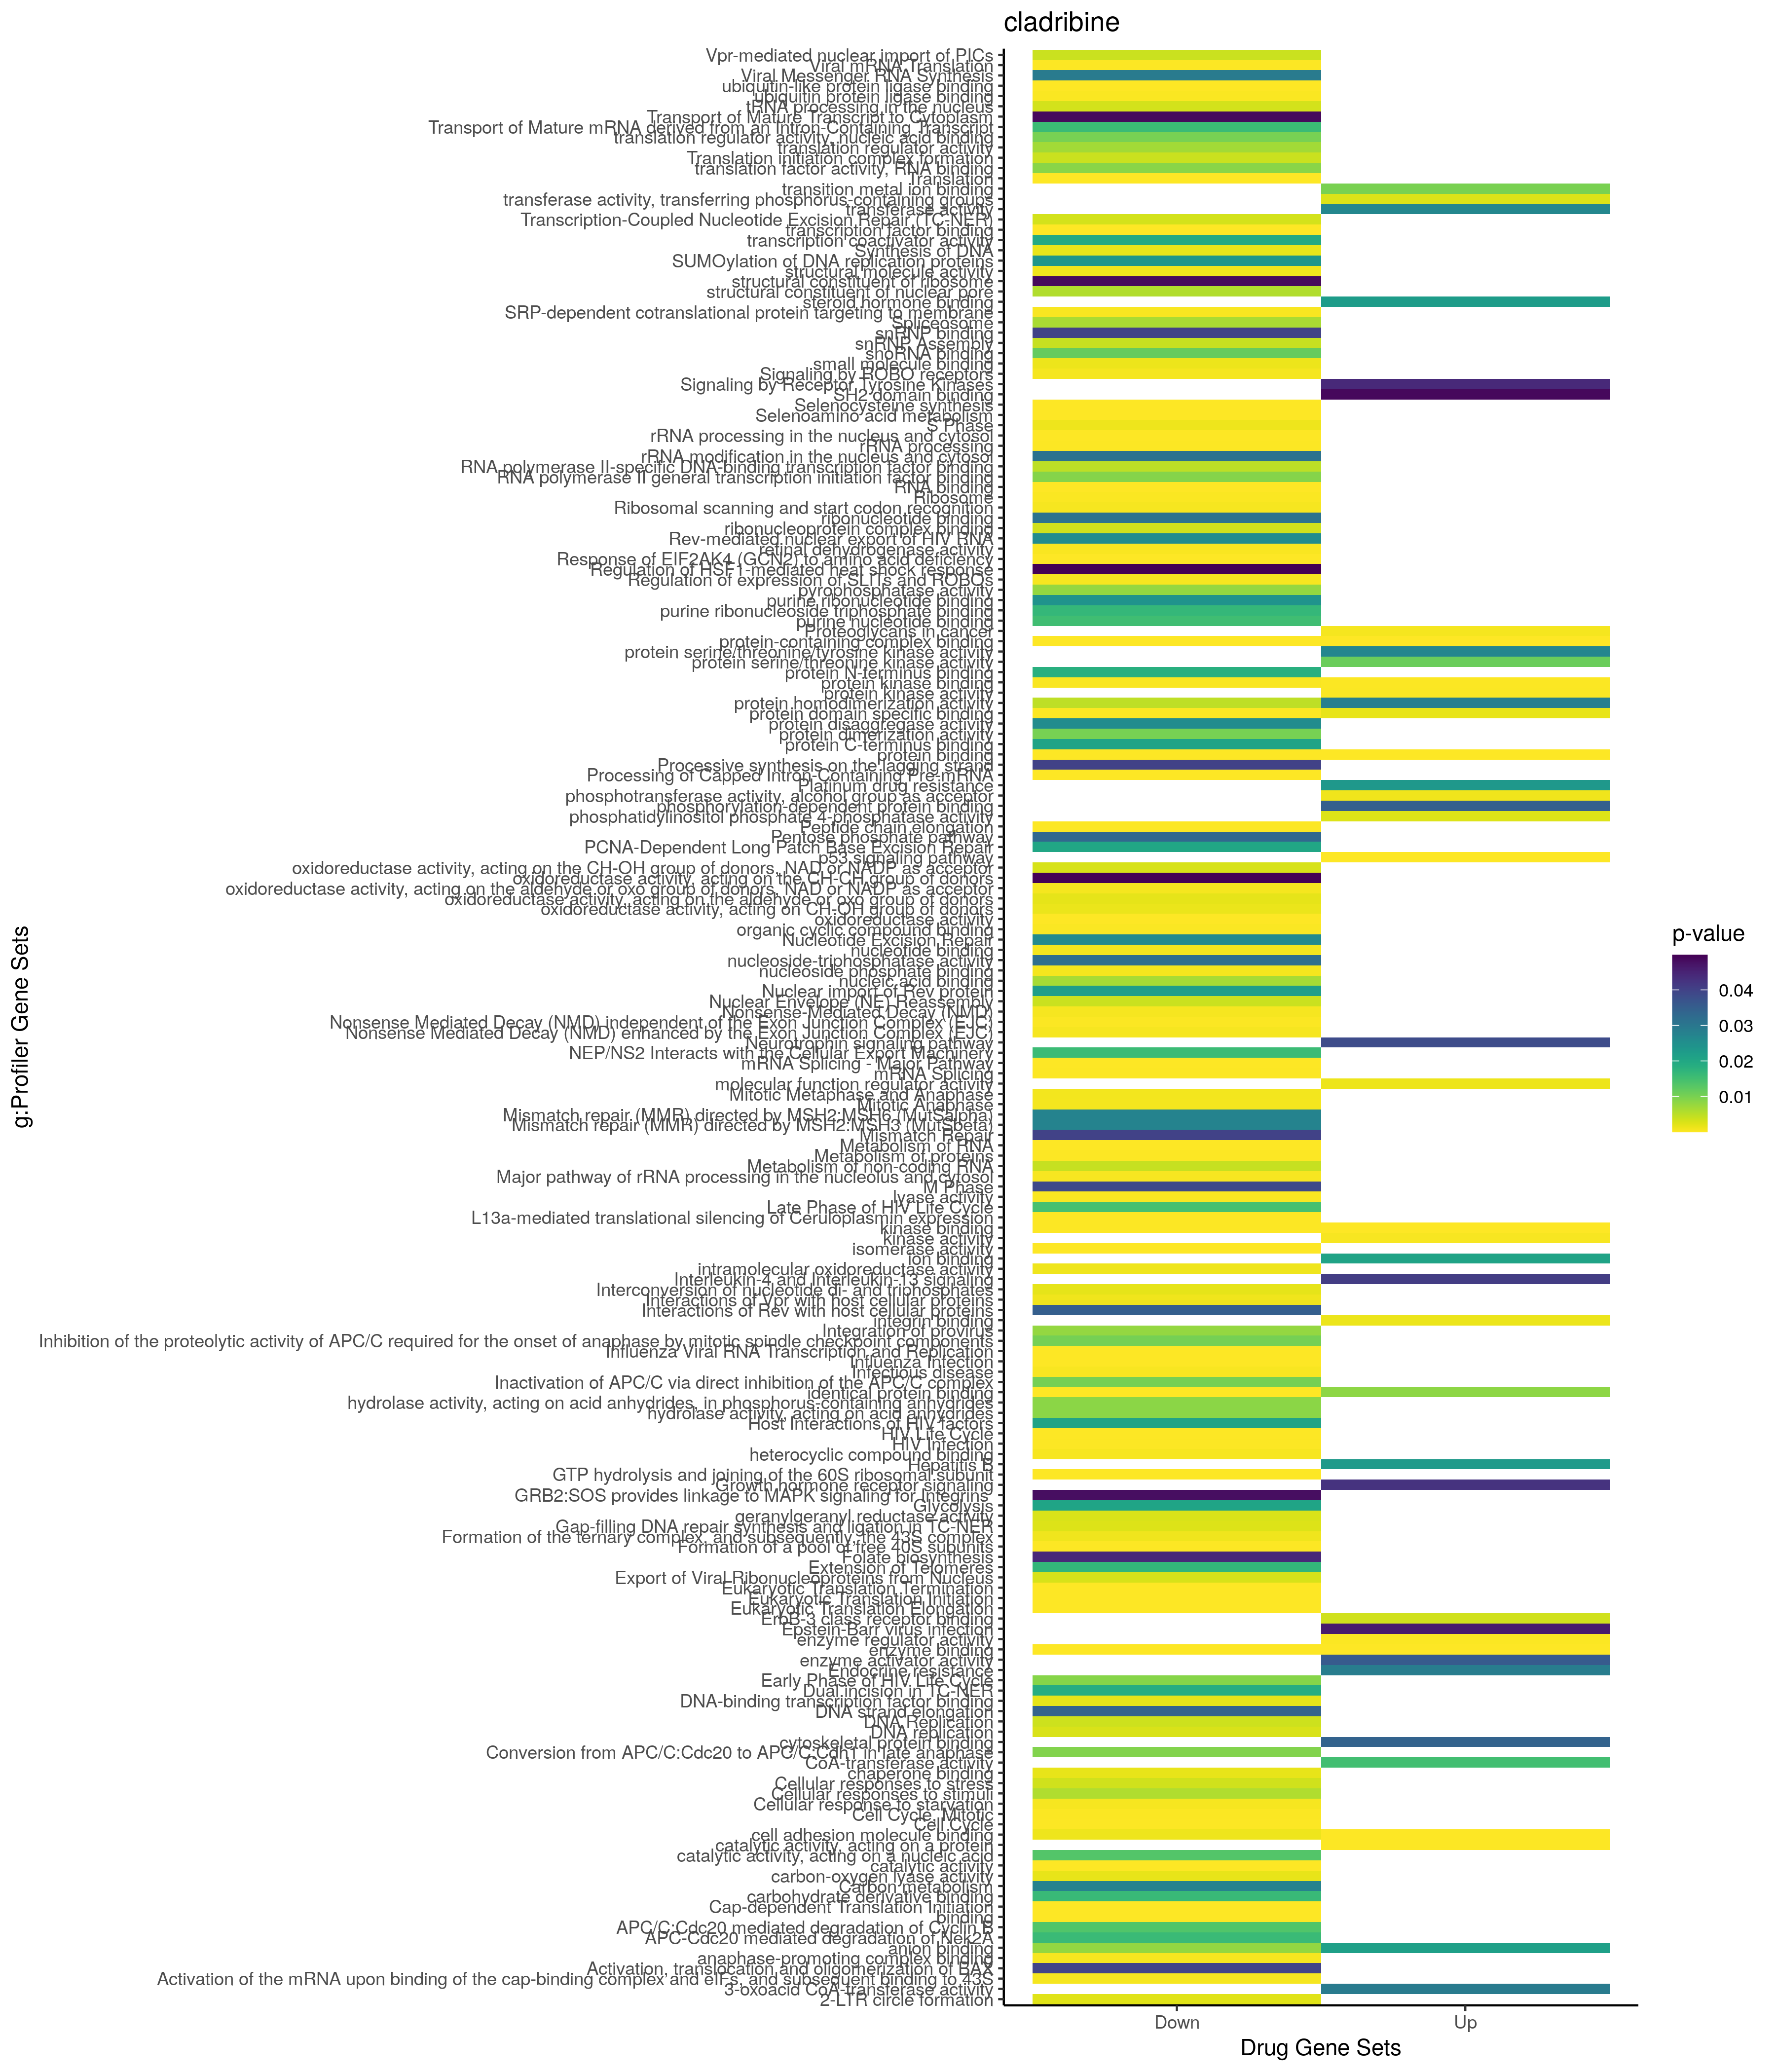 cladribine
Vpr-mediated nuclear import of PICs
Viral mRNA Translation
Viral Messenger RNA Synthesis
ubiquitin-like protein ligase binding
ubiquitin protein ligase binding
tRNA processing in the nucleus
Transport of Mature Transcript to Cytoplasm
Transport of Mature mRNA derived from an Intron-Containing Transcript
translation regulator activity, nucleic acid binding
translation regulator activity
Translation initiation complex formation
translation factor activity, RNA binding
Translation
transition metal ion binding
transferase activity, transferring phosphorus-containing groups
transferase activity
Transcription-Coupled Nucleotide Excision Repair (TC-NER)
transcription factor binding
transcription coactivator activity
Synthesis of DNA
SUMOylation of DNA replication proteins
structural molecule activity
structural constituent of ribosome
structural constituent of nuclear pore
steroid hormone binding
SRP-dependent cotranslational protein targeting to membrane
Spliceosome
snRNP binding
snRNP Assembly
snoRNA binding
small molecule binding
Signaling by ROBO receptors
Signaling by Receptor Tyrosine Kinases
SH2 domain binding
Selenocysteine synthesis
Selenoamino acid metabolism
S Phase
rRNA processing in the nucleus and cytosol
rRNA processing
rRNA modification in the nucleus and cytosol
RNA polymerase II-specific DNA-binding transcription factor binding
RNA polymerase II general transcription initiation factor binding
RNA binding
Ribosome
Ribosomal scanning and start codon recognition
ribonucleotide binding
ribonucleoprotein complex binding
Rev-mediated nuclear export of HIV RNA
retinal dehydrogenase activity
Response of EIF2AK4 (GCN2) to amino acid deficiency
Regulation of HSF1-mediated heat shock response
Regulation of expression of SLITs and ROBOs
pyrophosphatase activity
purine ribonucleotide binding
purine ribonucleoside triphosphate binding
purine nucleotide binding
Proteoglycans in cancer
protein-containing complex binding
protein serine/threonine/tyrosine kinase activity
protein serine/threonine kinase activity
protein N-terminus binding
protein kinase binding
protein kinase activity
protein homodimerization activity
protein domain specific binding
protein disaggregase activity
protein dimerization activity
protein C-terminus binding
protein binding
Processive synthesis on the lagging strand
Processing of Capped Intron-Containing Pre-mRNA
Platinum drug resistance
phosphotransferase activity, alcohol group as acceptor
phosphorylation-dependent protein binding
phosphatidylinositol phosphate 4-phosphatase activity
Peptide chain elongation
Pentose phosphate pathway
PCNA-Dependent Long Patch Base Excision Repair
p53 signaling pathway
oxidoreductase activity, acting on the CH-OH group of donors, NAD or NADP as acceptor
oxidoreductase activity, acting on the CH-CH group of donors
oxidoreductase activity, acting on the aldehyde or oxo group of donors, NAD or NADP as acceptor
oxidoreductase activity, acting on the aldehyde or oxo group of donors
oxidoreductase activity, acting on CH-OH group of donors
oxidoreductase activity
organic cyclic compound binding
Nucleotide Excision Repair
nucleotide binding
nucleoside-triphosphatase activity
nucleoside phosphate binding
nucleic acid binding
Nuclear import of Rev protein
Nuclear Envelope (NE) Reassembly
Nonsense-Mediated Decay (NMD)
Nonsense Mediated Decay (NMD) independent of the Exon Junction Complex (EJC)
Nonsense Mediated Decay (NMD) enhanced by the Exon Junction Complex (EJC)
Neurotrophin signaling pathway
NEP/NS2 Interacts with the Cellular Export Machinery
mRNA Splicing - Major Pathway
mRNA Splicing
molecular function regulator activity
Mitotic Metaphase and Anaphase
Mitotic Anaphase
Mismatch repair (MMR) directed by MSH2:MSH6 (MutSalpha)
Mismatch repair (MMR) directed by MSH2:MSH3 (MutSbeta)
Mismatch Repair
Metabolism of RNA
Metabolism of proteins
Metabolism of non-coding RNA
Major pathway of rRNA processing in the nucleolus and cytosol
M Phase
lyase activity
Late Phase of HIV Life Cycle
L13a-mediated translational silencing of Ceruloplasmin expression
kinase binding
kinase activity
isomerase activity
ion binding
intramolecular oxidoreductase activity
Interleukin-4 and Interleukin-13 signaling
Interconversion of nucleotide di- and triphosphates
Interactions of Vpr with host cellular proteins
Interactions of Rev with host cellular proteins
integrin binding
Integration of provirus
Inhibition of the proteolytic activity of APC/C required for the onset of anaphase by mitotic spindle checkpoint components
Influenza Viral RNA Transcription and Replication
Influenza Infection
Infectious disease
Inactivation of APC/C via direct inhibition of the APC/C complex
identical protein binding
hydrolase activity, acting on acid anhydrides, in phosphorus-containing anhydrides
hydrolase activity, acting on acid anhydrides
Host Interactions of HIV factors
HIV Life Cycle
HIV Infection
heterocyclic compound binding
Hepatitis B
GTP hydrolysis and joining of the 60S ribosomal subunit
Growth hormone receptor signaling
GRB2:SOS provides linkage to MAPK signaling for Integrins
Glycolysis
geranylgeranyl reductase activity
Gap-filling DNA repair synthesis and ligation in TC-NER
Formation of the ternary complex, and subsequently, the 43S complex
Formation of a pool of free 40S subunits
Folate biosynthesis
Extension of Telomeres
Export of Viral Ribonucleoproteins from Nucleus
Eukaryotic Translation Termination
Eukaryotic Translation Initiation
Eukaryotic Translation Elongation
ErbB-3 class receptor binding
Epstein-Barr virus infection
enzyme regulator activity
enzyme binding
enzyme activator activity
Endocrine resistance
Early Phase of HIV Life Cycle
Dual incision in TC-NER
DNA-binding transcription factor binding
DNA strand elongation
DNA Replication
DNA replication
cytoskeletal protein binding
Conversion from APC/C:Cdc20 to APC/C:Cdh1 in late anaphase
CoA-transferase activity
chaperone binding
Cellular responses to stress
Cellular responses to stimuli
Cellular response to starvation
Cell Cycle, Mitotic
Cell Cycle
cell adhesion molecule binding
catalytic activity, acting on a protein
catalytic activity, acting on a nucleic acid
catalytic activity
carbon-oxygen lyase activity
Carbon metabolism
carbohydrate derivative binding
Cap-dependent Translation Initiation
binding
APC/C:Cdc20 mediated degradation of Cyclin B
APC-Cdc20 mediated degradation of Nek2A
anion binding
anaphase-promoting complex binding
Activation, translocation and oligomerization of BAX
Activation of the mRNA upon binding of the cap-binding complex and eIFs, and subsequent binding to 43S
3-oxoacid CoA-transferase activity
2-LTR circle formation
g:Profiler Gene Sets
Down
Up
Drug Gene Sets
p-value
0.04
0.03
0.02
0.01